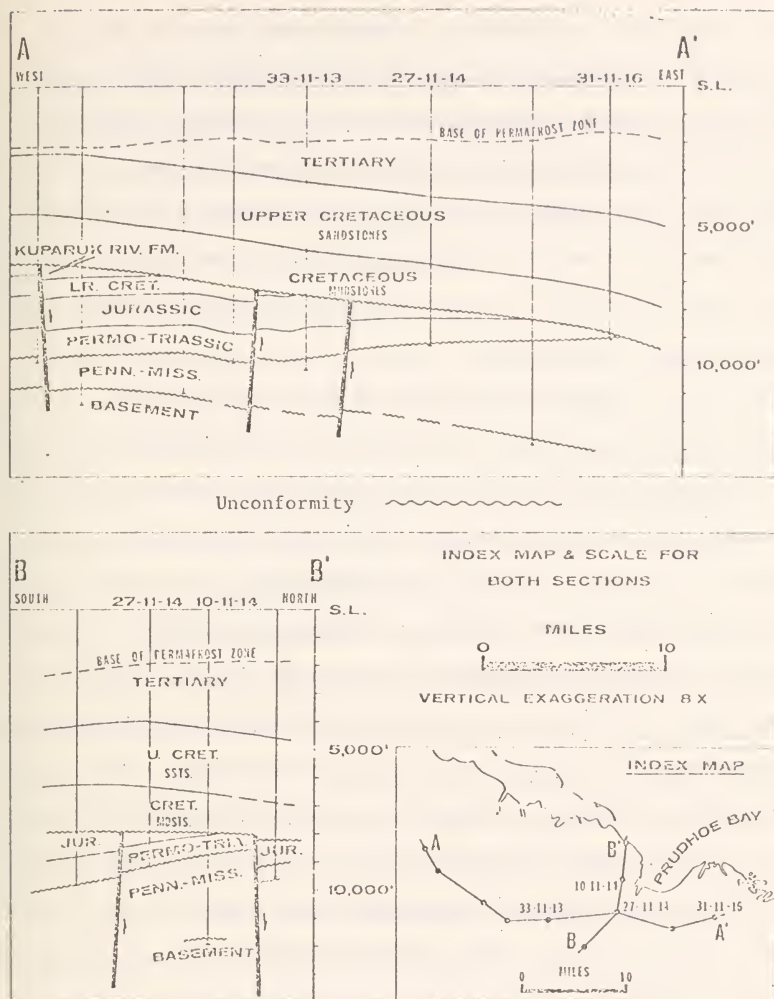 A A'
WEST 33-11-13 27-11-14 31-11-16 EAST S.L.
BASE OF PERMAFROST ZONE
TERTIARY
UPPER CRETACEOUS
SANDSTONES
5,000'
KUPARUK RIV. FM.
CRETACEOUS
MUDSTONES
LR. CRET.
JURASSIC
PERMO-TRIASSIC
10,000'
PENN.-MISS.
BASEMENT
Unconformity
B B'
SOUTH 27-11-14 10-11-14 NORTH S.L.
BASE OF PERMAFROST ZONE
TERTIARY
5,000'
U. CRET.
SSTS.
CRET.
MDSTS.
JUR. PERMO-TRI. JUR.
PENN.-MISS.
10,000'
BASEMENT
INDEX MAP & SCALE FOR
BOTH SECTIONS
MILES
0 10
VERTICAL EXAGGERATION 8 X
INDEX MAP
A
B'
PRUDHOE BAY
10-11-14
33-11-13 27-11-14 31-11-15
B A'
0 MILES 10